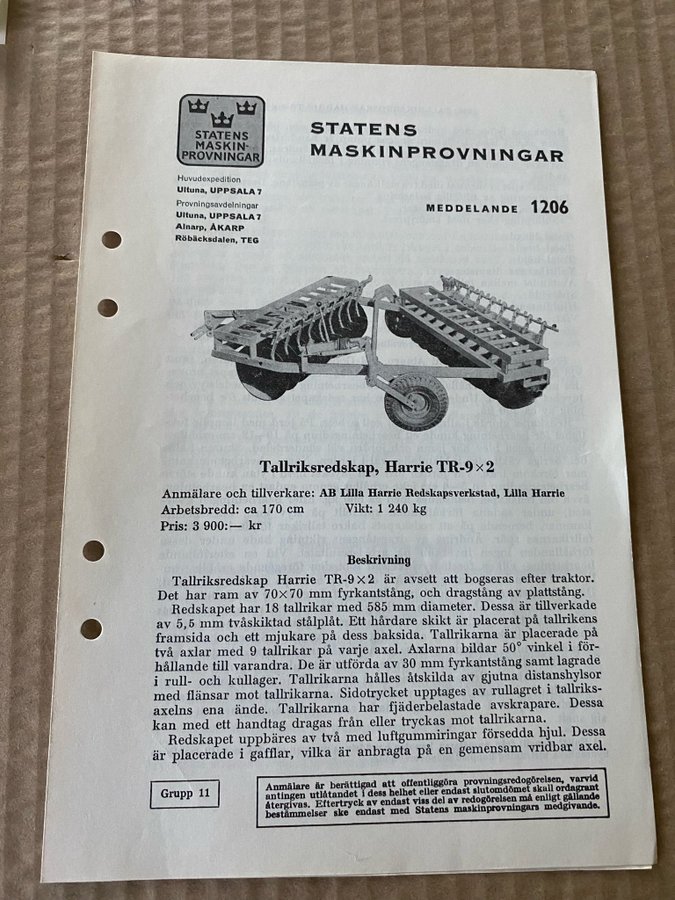 STATENS
MASKIN-
PROVNINGAR
STATENS
MASKINPROVNINGAR
Huvudexpedition
Ultuna, UPPSALA 7
Provningsavdelningar
Ultuna, UPPSALA 7
Alnarp, ÅKARP
Röbäcksdalen, TEG
MEDDELANDE 1206
Tallriksredskap, Harrie TR-9×2
Anmälare och tillverkare: AB Lilla Harrie Redskapsverkstad, Lilla Harrie
Arbetsbredd: ca 170 cm Vikt: 1 240 kg
Pris: 3 900:— kr
Beskrivning
Tallriksredskap Harrie TR-9×2 är avsett att bogseras efter traktor.
Det har ram av 70×70 mm fyrkantstång, och dragstång av plattstång.
Redskapet har 18 tallrikar med 585 mm diameter. Dessa är tillverkade
av 5,5 mm tvåskiktad stålplåt. Ett hårdare skikt är placerat på tallrikens
framsida och ett mjukare på dess baksida. Tallrikarna är placerade på
två axlar med 9 tallrikar på varje axel. Axlarna bildar 50° vinkel i för-
hållande till varandra. De är utförda av 30 mm fyrkantstång samt lagrade
i rull- och kullager. Tallrikarna hålles åtskilda av gjutna distanshylsor
med flänsar mot tallrikarna. Sidotrycket upptages av rullagret i tallriks-
axelns ena ände. Tallrikarna har fjäderbelastade avskrapare. Dessa
kan med ett handtag dragas från eller tryckas mot tallrikarna.
Redskapet uppbäres av två med luftgummiringar försedda hjul. Dessa
är placerade i gafflar, vilka är anbragta på en gemensam vridbar axel.
Grupp 11
Anmälare är berättigad att offentliggöra provningsredogörelsen, varvid
antingen utlåtandet i dess helhet eller endast slutomdömet skall ordagrant
återgivas. Eftertryck av endast viss del av redogörelsen må enligt gällande
bestämmelser ske endast med Statens maskinprovningars medgivande.